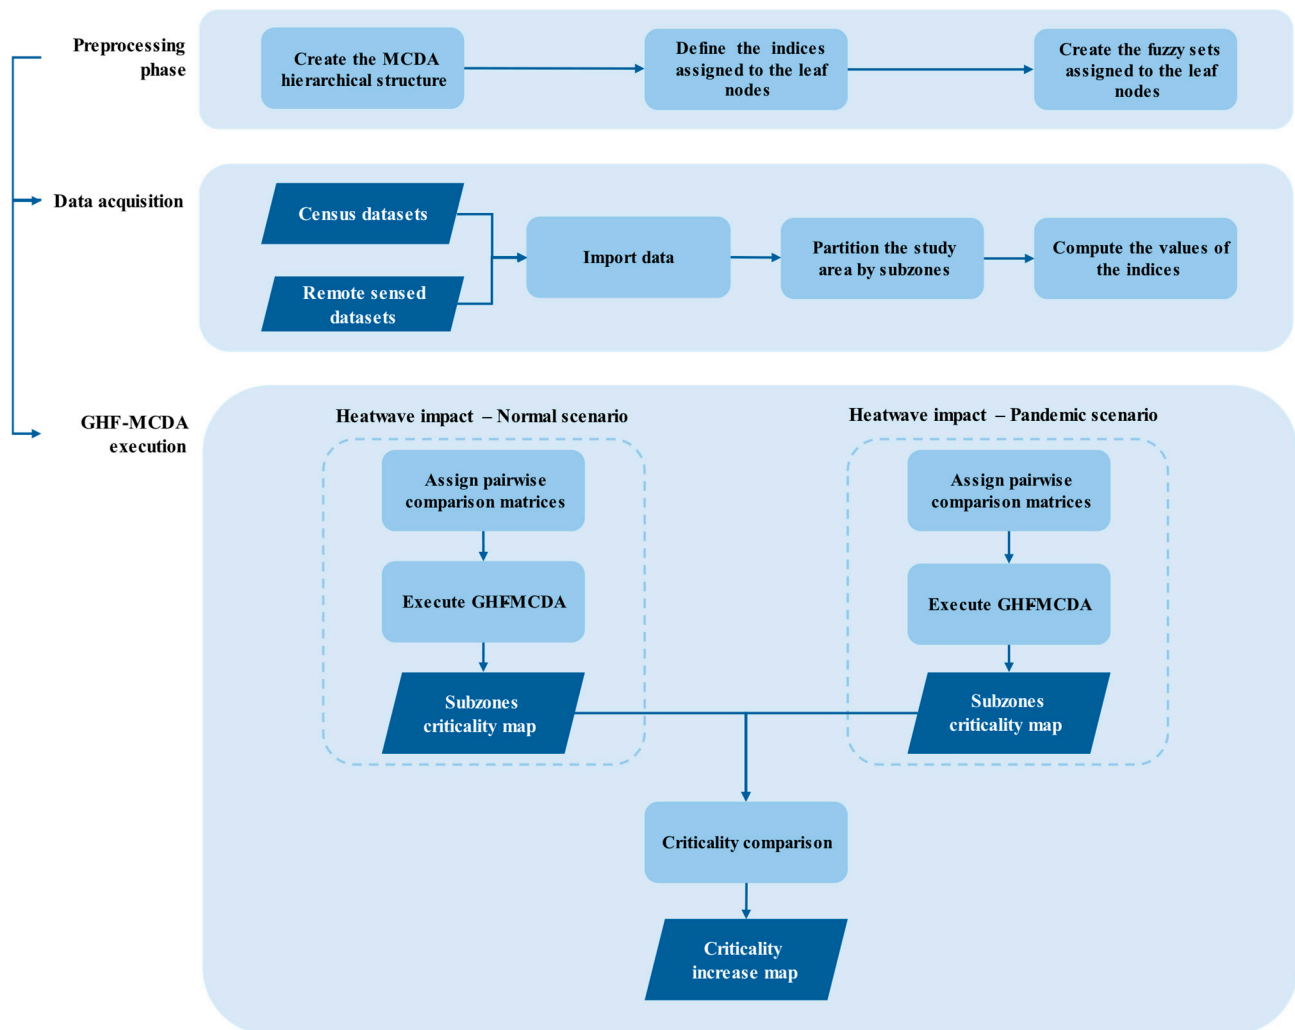 Preprocessing
phase
Create the MCDA
hierarchical structure
Define the indices
assigned to the leaf
nodes
Create the fuzzy sets
assigned to the leaf
nodes
Data acquisition
Census datasets
Remote sensed
datasets
Import data
Partition the study
area by subzones
Compute the values of
the indices
GHF-MCDA
execution
Heatwave impact – Normal scenario
Assign pairwise
comparison matrices
Execute GHF-MCDA
Subzones
criticality map
Heatwave impact – Pandemic scenario
Assign pairwise
comparison matrices
Execute GHF-MCDA
Subzones
criticality map
Criticality comparison
Criticality
increase map